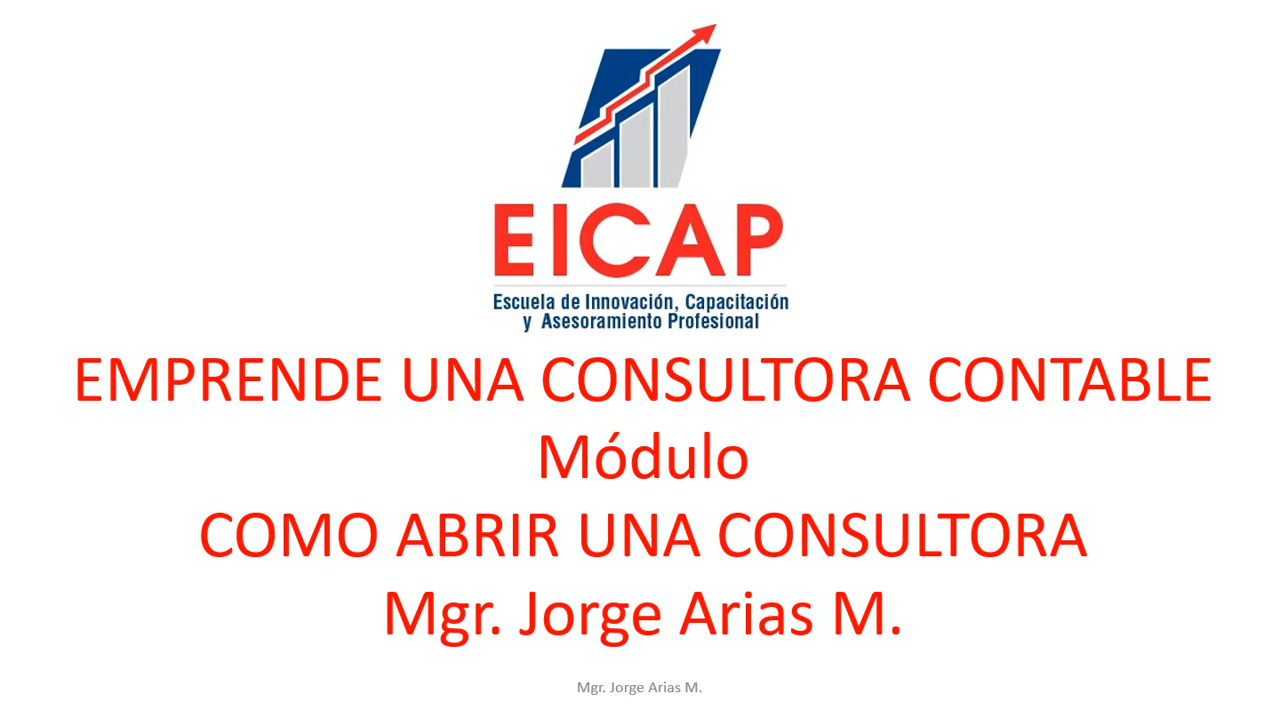 EICAP
Escuela de Innovación, Capacitación
y Asesoramiento Profesional
EMPRENDE UNA CONSULTORA CONTABLE
Módulo
COMO ABRIR UNA CONSULTORA
Mgr. Jorge Arias M.
Mgr. Jorge Arias M.